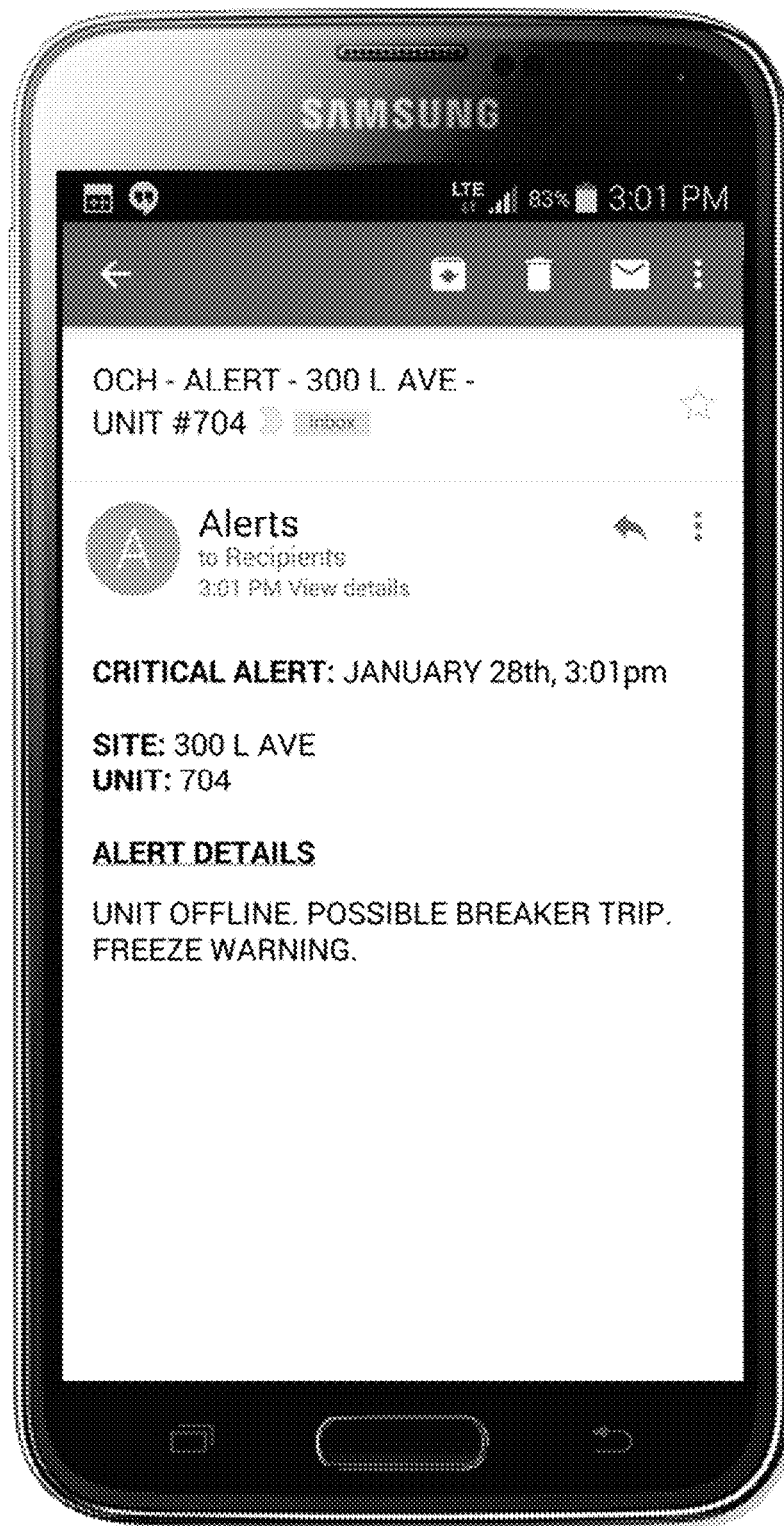 SAMSUNG
LTE 83% 3:01 PM
OCH - ALERT - 300 L AVE -
UNIT #704 Inbox
A
Alerts
to Recipients
3:01 PM View details
CRITICAL ALERT: JANUARY 28th, 3:01pm
SITE: 300 L AVE
UNIT: 704
ALERT DETAILS
UNIT OFFLINE. POSSIBLE BREAKER TRIP.
FREEZE WARNING.